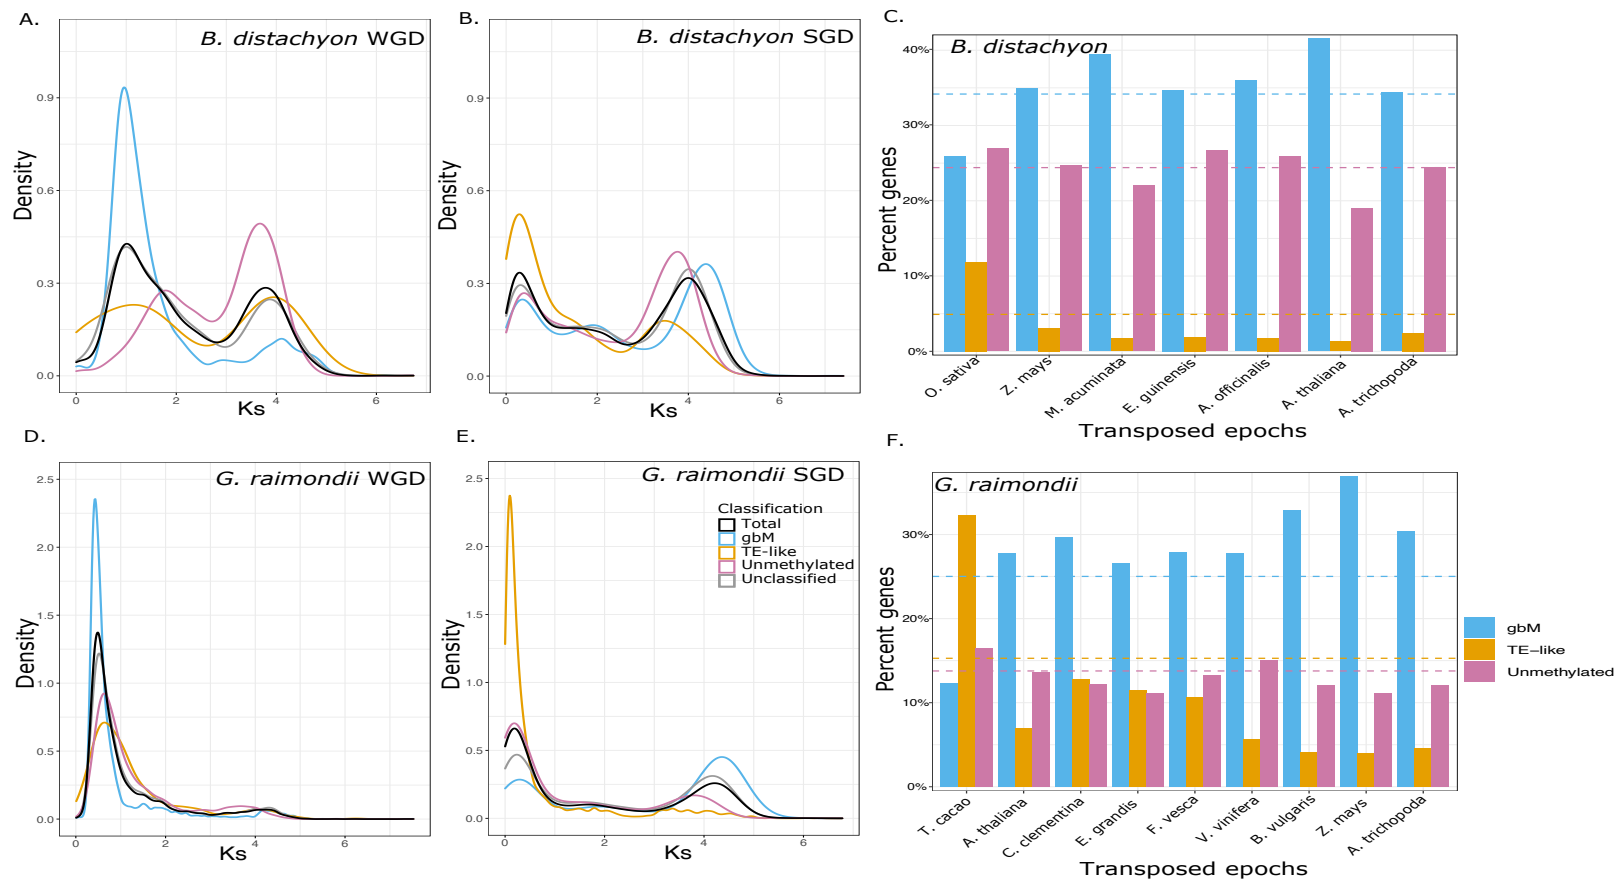 A.
B. distachyon WGD
Density
0.9
0.6
0.3
0.0
0
2
4
6
Ks
B.
B. distachyon SGD
Density
0.9
0.6
0.3
0.0
0
2
4
6
Ks
C.
B. distachyon
Percent genes
40%
30%
20%
10%
0%
O. sativa
Z. mays
M. acuminata
E. guinensis
A. officinalis
A. thaliana
A. trichopoda
Transposed epochs
D.
G. raimondii WGD
Density
2.5
2.0
1.5
1.0
0.5
0.0
0
2
4
6
Ks
E.
G. raimondii SGD
Classification
Total
gbM
TE-like
Unmethylated
Unclassified
Density
2.5
2.0
1.5
1.0
0.5
0.0
0
2
4
6
Ks
F.
G. raimondii
Percent genes
30%
20%
10%
0%
T. cacao
A. thaliana
C. clementina
E. grandis
F. vesca
V. vinifera
B. vulgaris
Z. mays
A. trichopoda
Transposed epochs
gbM
TE-like
Unmethylated